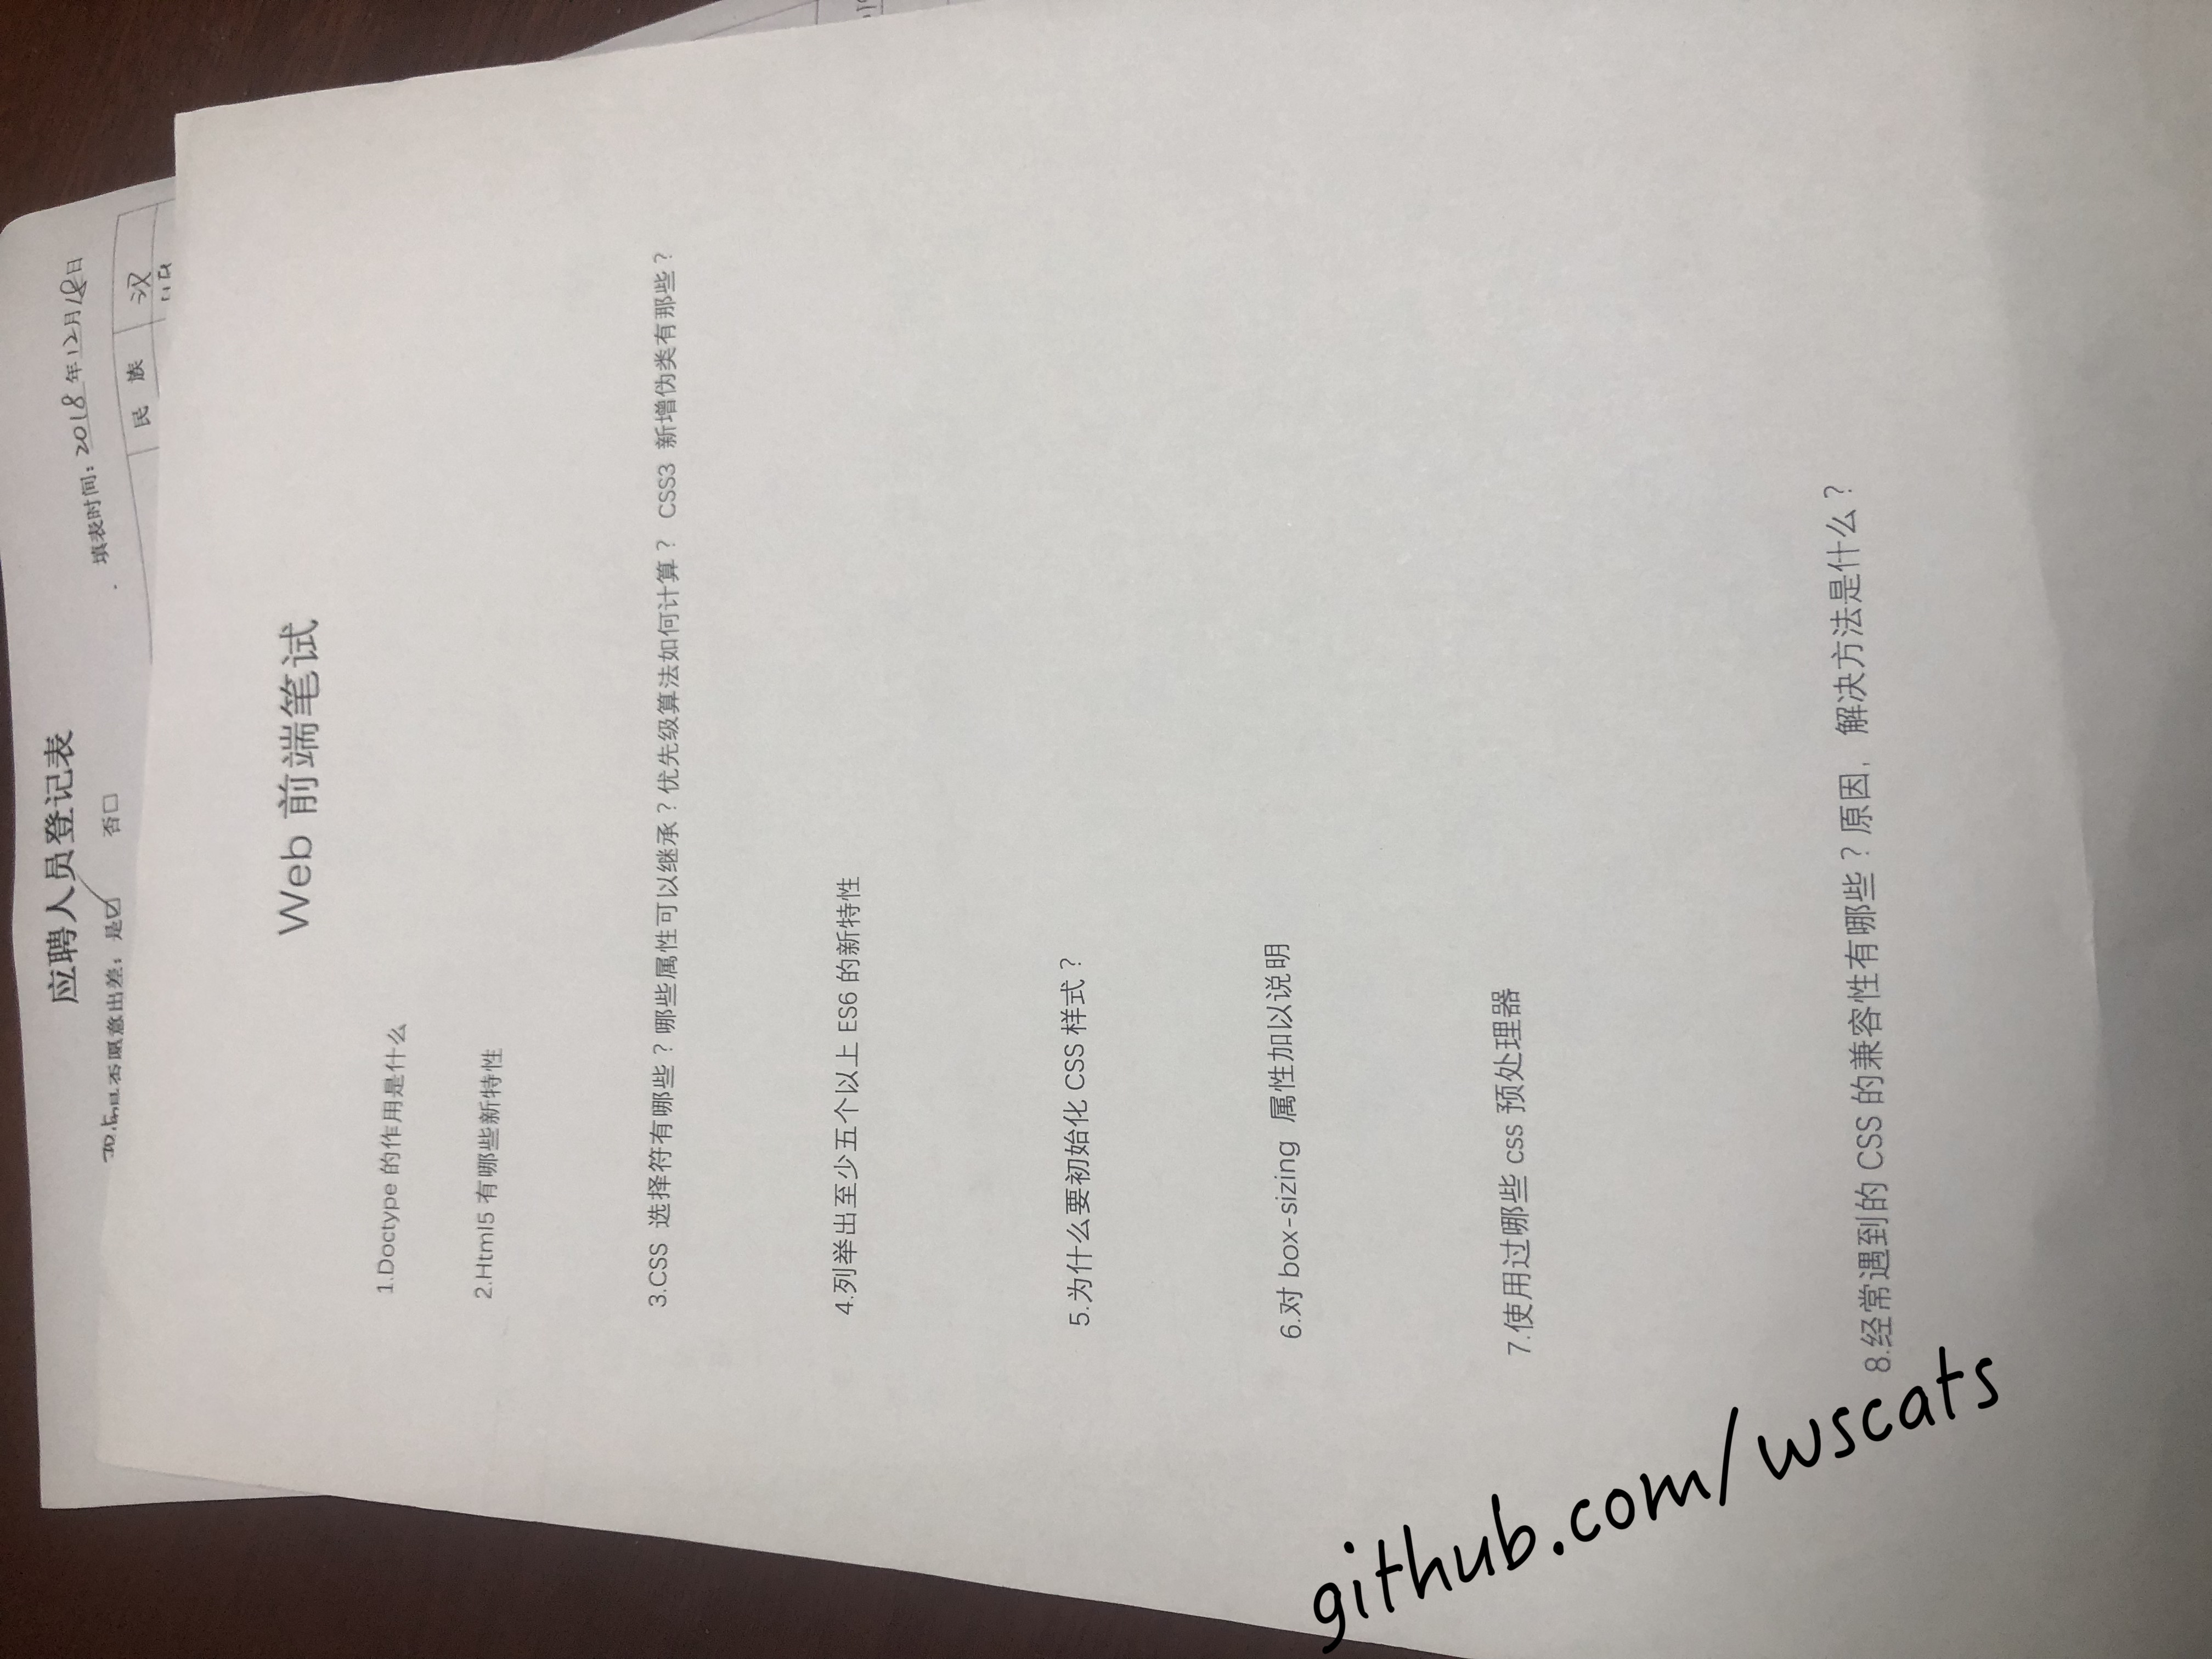 应聘人员登记表
填表时间：2018年12月18日
是否愿意出差：是☑ 否□
民 族 汉
Web 前端笔试
1.Doctype 的作用是什么
2.Html5 有哪些新特性
3.CSS 选择符有哪些？哪些属性可以继承？优先级算法如何计算？ CSS3 新增伪类有那些？
4.列举出至少五个以上 ES6 的新特性
5.为什么要初始化 CSS 样式？
6.对 box-sizing 属性加以说明
7.使用过哪些 css 预处理器
8.经常遇到的 CSS 的兼容性有哪些？原因，解决方法是什么？
github.com/wscats